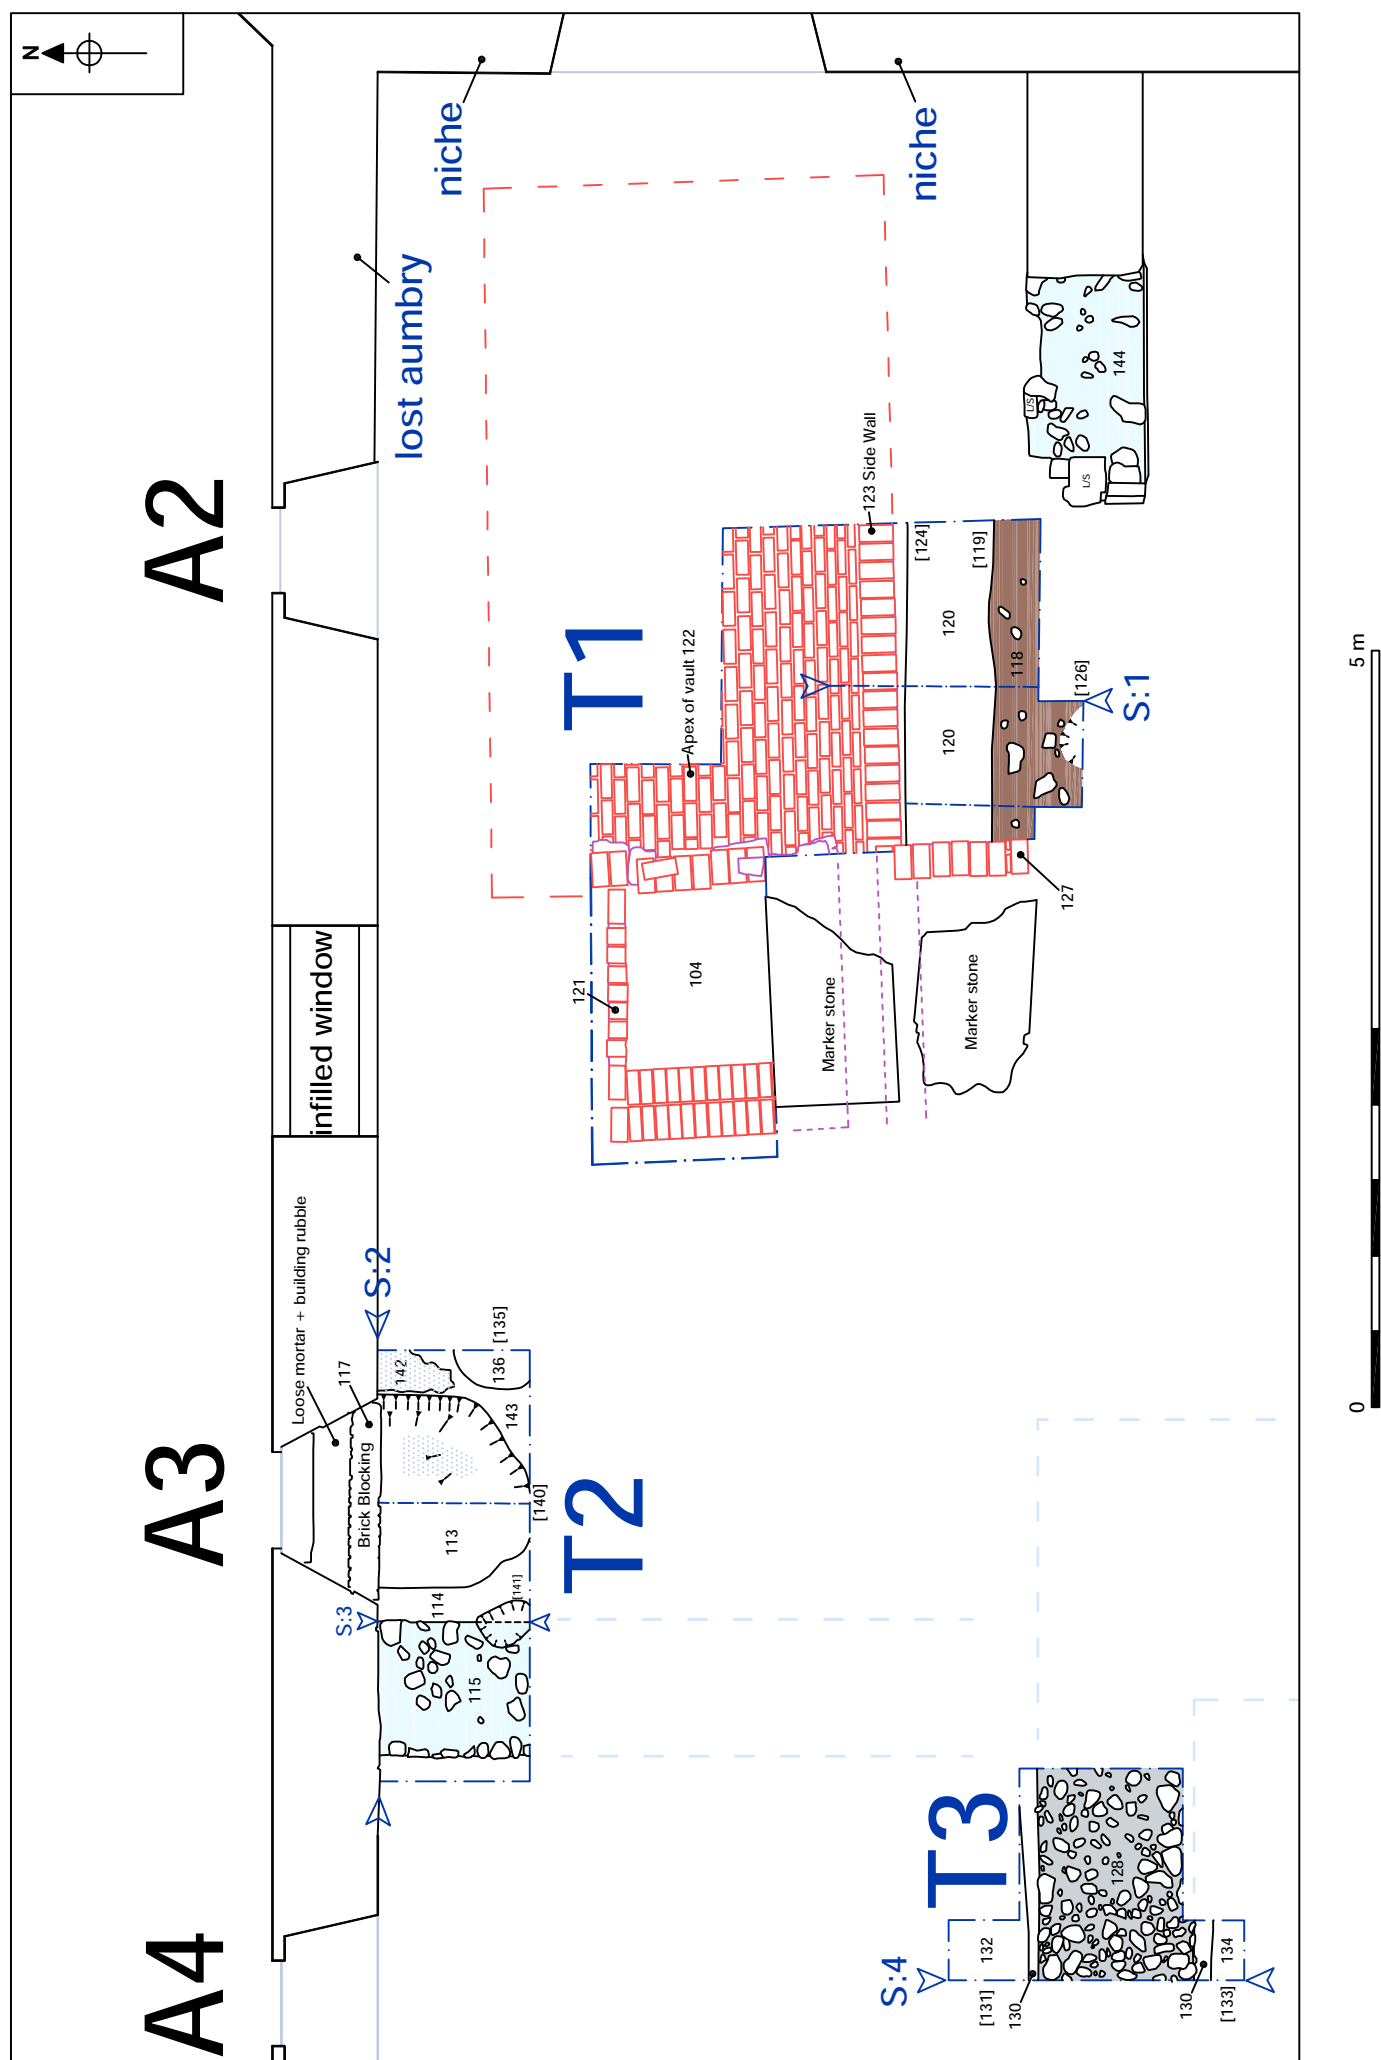 N
niche
niche
lost aumbry
A2
L/S
L/S
144
123 Side Wall
[124]
[119]
T1
Apex of vault 122
120
118
120
[126]
S:1
5 m
infilled window
121
104
127
Marker stone
Marker stone
Loose mortar + building rubble
S:2
117
142
136
[135]
143
A3
Brick Blocking
113
[140]
T2
S:3
114
[141]
115
0
T3
128
A4
S:4
132
134
[131]
130
130
[133]